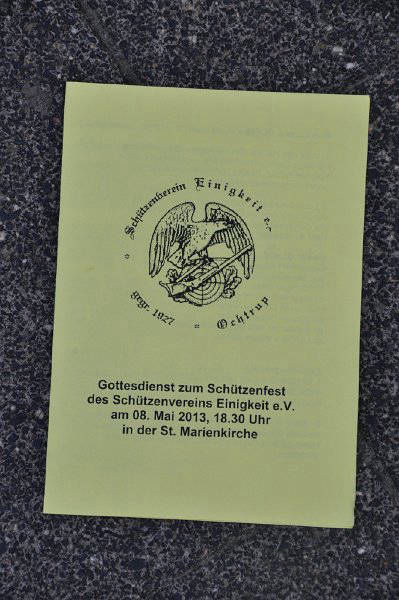 Schützenverein Einigkeit e.V.
gegr. 1927
Ochtrup
Gottesdienst zum Schützenfest
des Schützenvereins Einigkeit e.V.
am 08. Mai 2013, 18.30 Uhr
in der St. Marienkirche